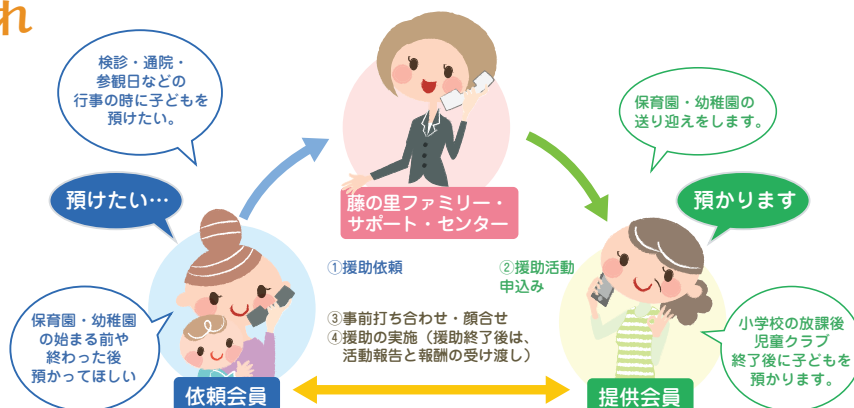 れ
検診・通院・
参観日などの
行事の時に子どもを
預けたい。
保育園・幼稚園の
送り迎えをします。
預けたい…
藤の里ファミリー・
サポート・センター
預かります
①援助依頼
②援助活動
申込み
③事前打ち合わせ・顔合せ
④援助の実施（援助終了後は、
活動報告と報酬の受け渡し）
保育園・幼稚園
の始まる前や
終わった後
預かってほしい
小学校の放課後
児童クラブ
終了後に子どもを
預かります。
依頼会員
提供会員